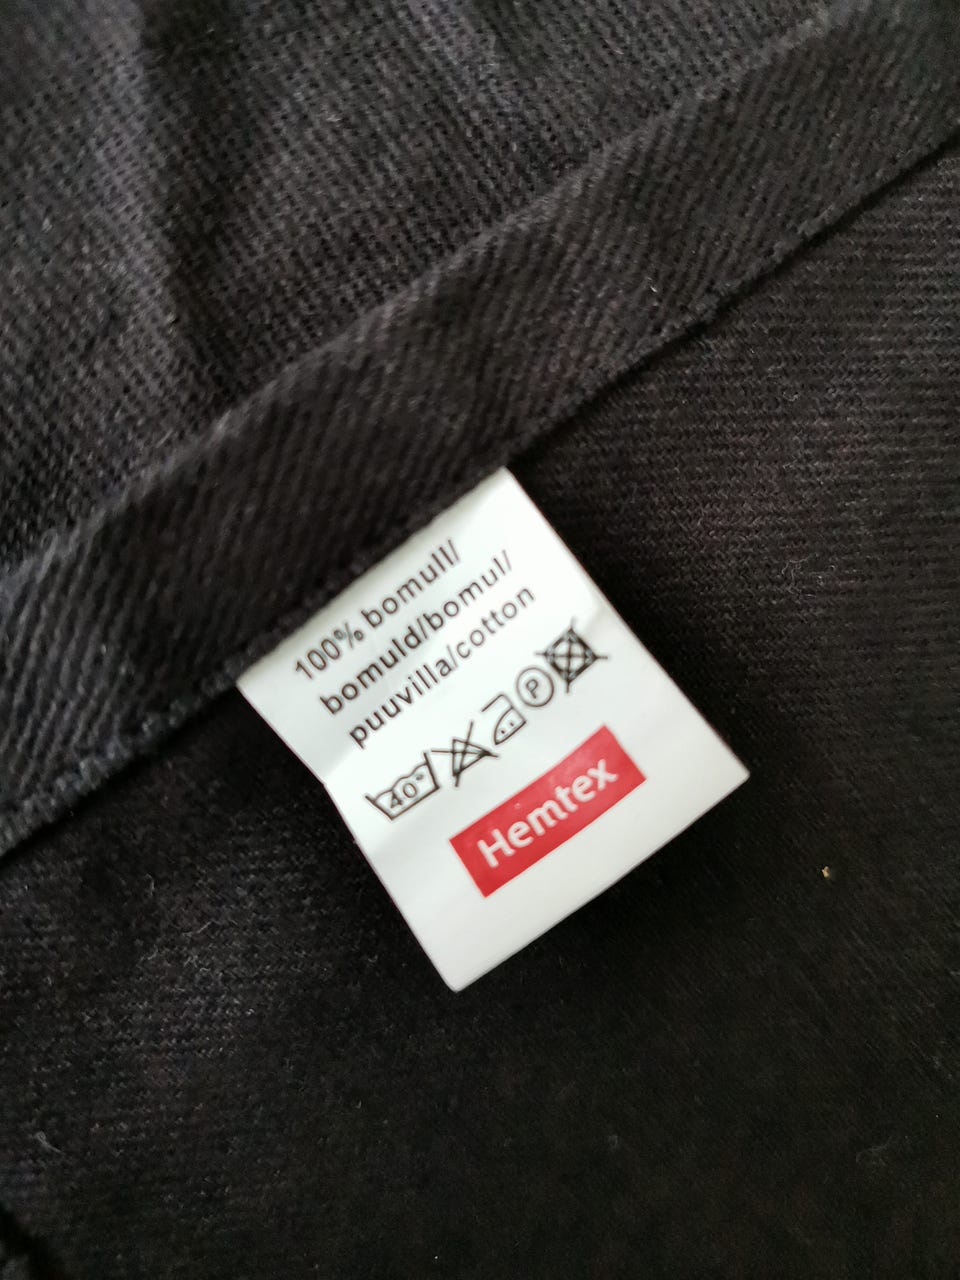 100% bomull/
bomuld/bomul/
puuvilla/cotton
40° P
Hemtex